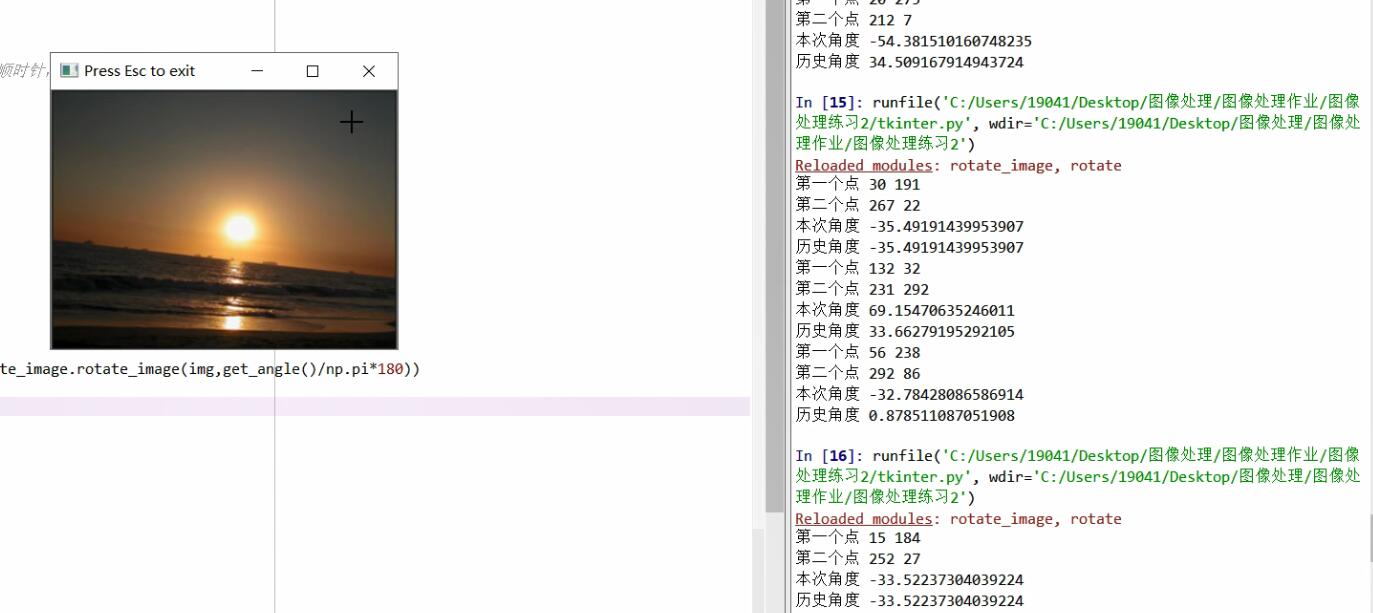 顺时针,
Press Esc to exit
te_image.rotate_image(img,get_angle()/np.pi*180))
第一个点 20 275
第二个点 212 7
本次角度 -54.381510160748235
历史角度 34.509167914943724
In [15]: runfile('C:/Users/19041/Desktop/图像处理/图像处理作业/图像
处理练习2/tkinter.py', wdir='C:/Users/19041/Desktop/图像处理/图像处
理作业/图像处理练习2')
Reloaded modules: rotate_image, rotate
第一个点 30 191
第二个点 267 22
本次角度 -35.49191439953907
历史角度 -35.49191439953907
第一个点 132 32
第二个点 231 292
本次角度 69.15470635246011
历史角度 33.66279195292105
第一个点 56 238
第二个点 292 86
本次角度 -32.78428086586914
历史角度 0.878511087051908
In [16]: runfile('C:/Users/19041/Desktop/图像处理/图像处理作业/图像
处理练习2/tkinter.py', wdir='C:/Users/19041/Desktop/图像处理/图像处
理作业/图像处理练习2')
Reloaded modules: rotate_image, rotate
第一个点 15 184
第二个点 252 27
本次角度 -33.52237304039224
历史角度 -33.52237304039224